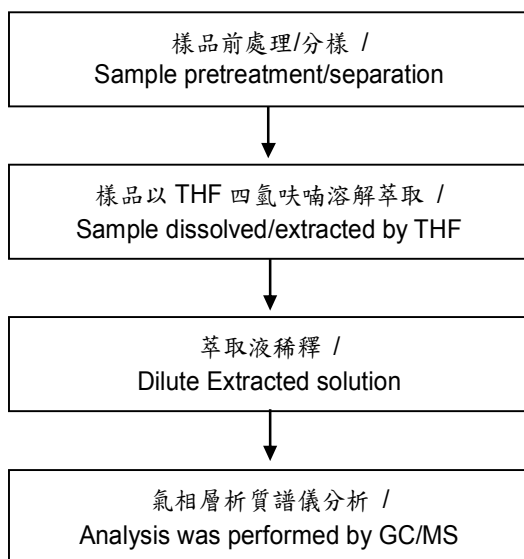 樣品前處理/分樣 /
Sample pretreatment/separation
樣品以 THF 四氫呋喃溶解萃取 /
Sample dissolved/extracted by THF
萃取液稀釋 /
Dilute Extracted solution
氣相層析質譜儀分析 /
Analysis was performed by GC/MS